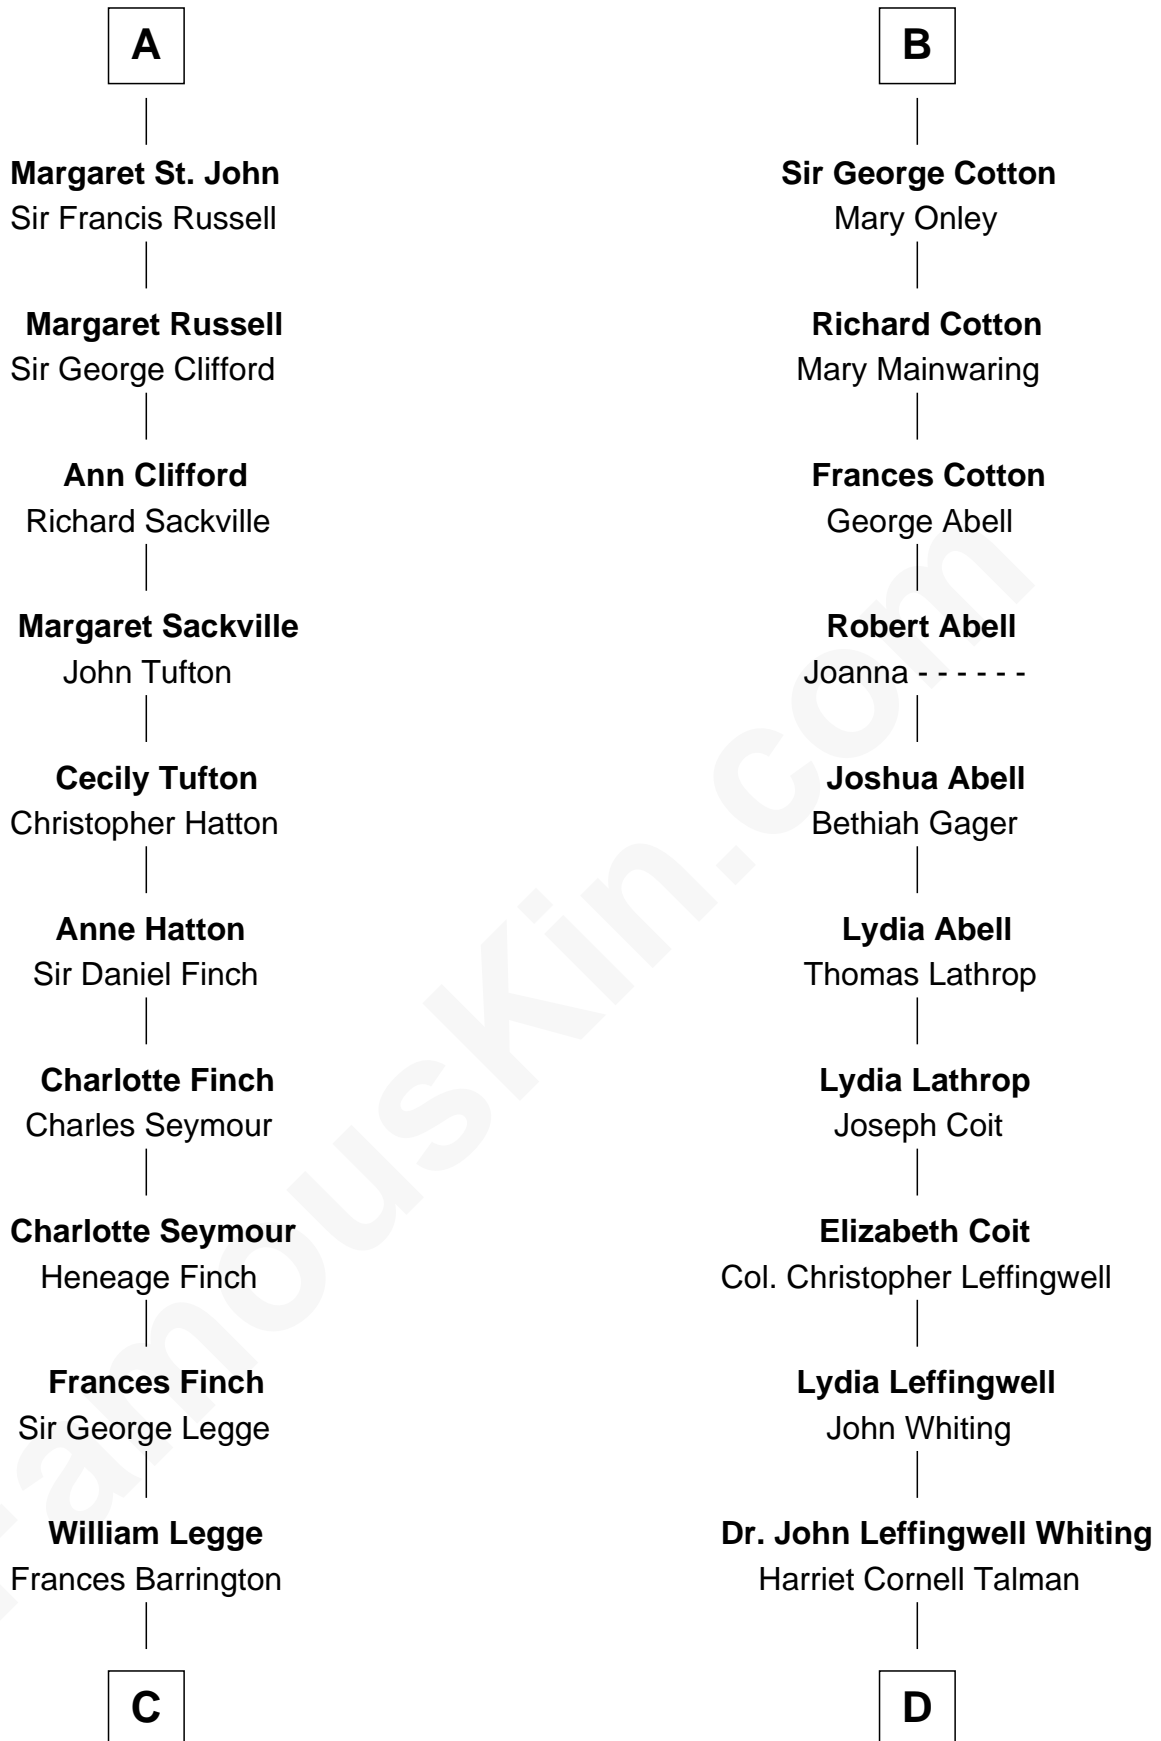 A
Margaret St. John
Sir Francis Russell
Margaret Russell
Sir George Clifford
Ann Clifford
Richard Sackville
Margaret Sackville
John Tufton
Cecily Tufton
Christopher Hatton
Anne Hatton
Sir Daniel Finch
Charlotte Finch
Charles Seymour
Charlotte Seymour
Heneage Finch
Frances Finch
Sir George Legge
William Legge
Frances Barrington
C
B
Sir George Cotton
Mary Onley
Richard Cotton
Mary Mainwaring
Frances Cotton
George Abell
Robert Abell
Joanna - - - - - -
Joshua Abell
Bethiah Gager
Lydia Abell
Thomas Lathrop
Lydia Lathrop
Joseph Coit
Elizabeth Coit
Col. Christopher Leffingwell
Lydia Leffingwell
John Whiting
Dr. John Leffingwell Whiting
Harriet Cornell Talman
D
FamousKin.com